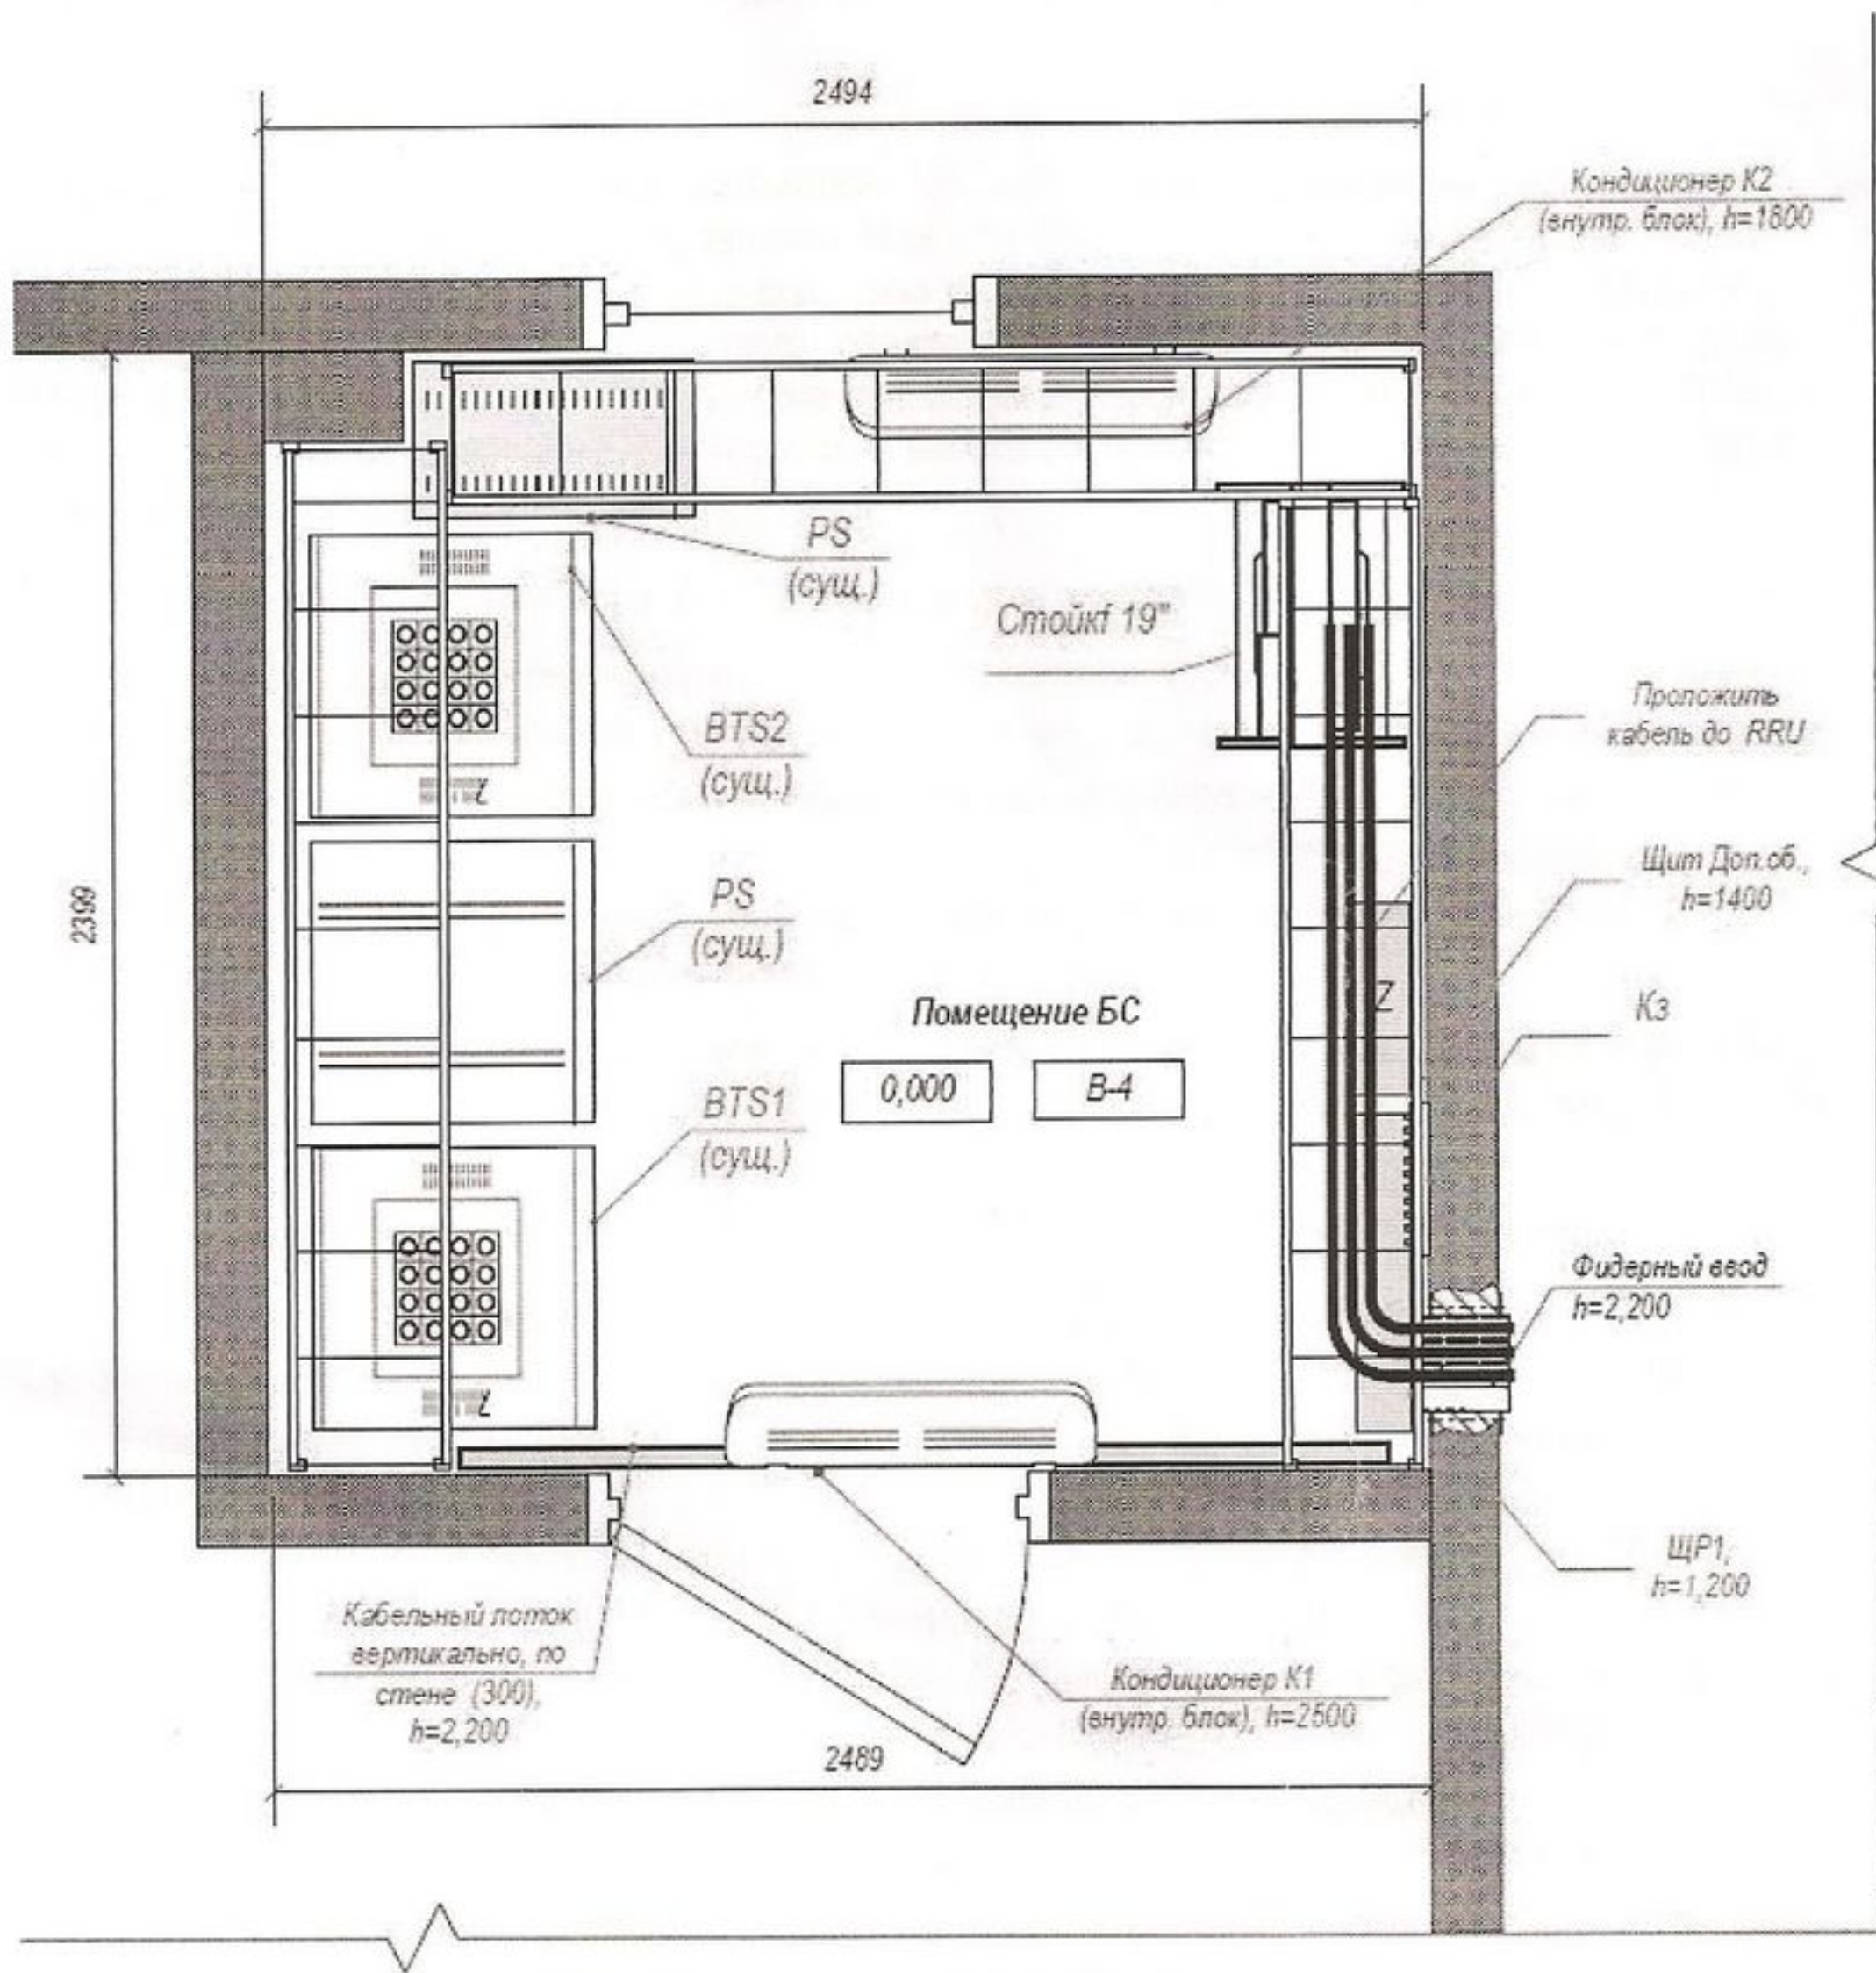 2494
Кондиционер К2
(внутр. блок), h=1800
PS
(сущ.)
Стойкf 19"
BTS2
(сущ.)
Проложить
кабель до RRU
Щит Доп.об.,
h=1400
2399
PS
(сущ.)
Z
Кз
Помещение БС
0,000
В-4
BTS1
(сущ.)
Фидерный ввод
h=2,200
ЩР1,
h=1,200
Кабельный лоток
вертикально, по
стене (300),
h=2,200
Кондиционер К1
(внутр. блок), h=2500
2489